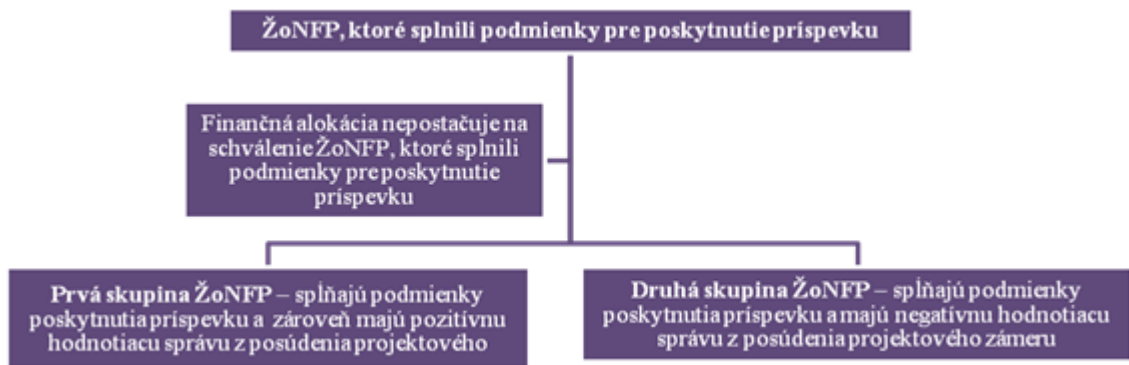 ŽoNFP, ktoré splnili podmienky pre poskytnutie príspevku
Finančná alokácia nepostačuje na
schválenie ŽoNFP, ktoré splnili
podmienky pre poskytnutie
príspevku
Prvá skupina ŽoNFP – spĺňajú podmienky
poskytnutia príspevku a zároveň majú pozitívnu
hodnotiacu správu z posúdenia projektového
Druhá skupina ŽoNFP – spĺňajú podmienky
poskytnutia príspevku a majú negatívnu hodnotiacu
správu z posúdenia projektového zámeru